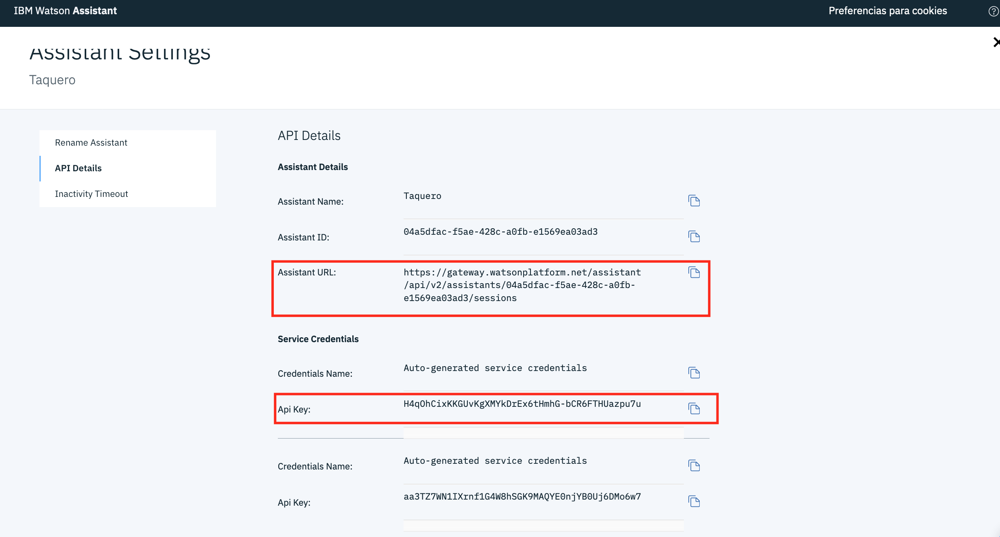 IBM Watson Assistant
Preferencias para cookies
?
Assistant Settings
Taquero
Rename Assistant
API Details
Inactivity Timeout
API Details
Assistant Details
Assistant Name:
Taquero
Assistant ID:
04a5dfac-f5ae-428c-a0fb-e1569ea03ad3
Assistant URL:
https://gateway.watsonplatform.net/assistant
/api/v2/assistants/04a5dfac-f5ae-428c-a0fb-
e1569ea03ad3/sessions
Service Credentials
Credentials Name:
Auto-generated service credentials
Api Key:
H4qOhCixKKGUvKgXMYkDrEx6tHmhG-bCR6FTHUazpu7u
Credentials Name:
Auto-generated service credentials
Api Key:
aa3TZ7WN1IXrnf1G4W8hSGK9MAQYE0njYB0Uj6DMo6w7